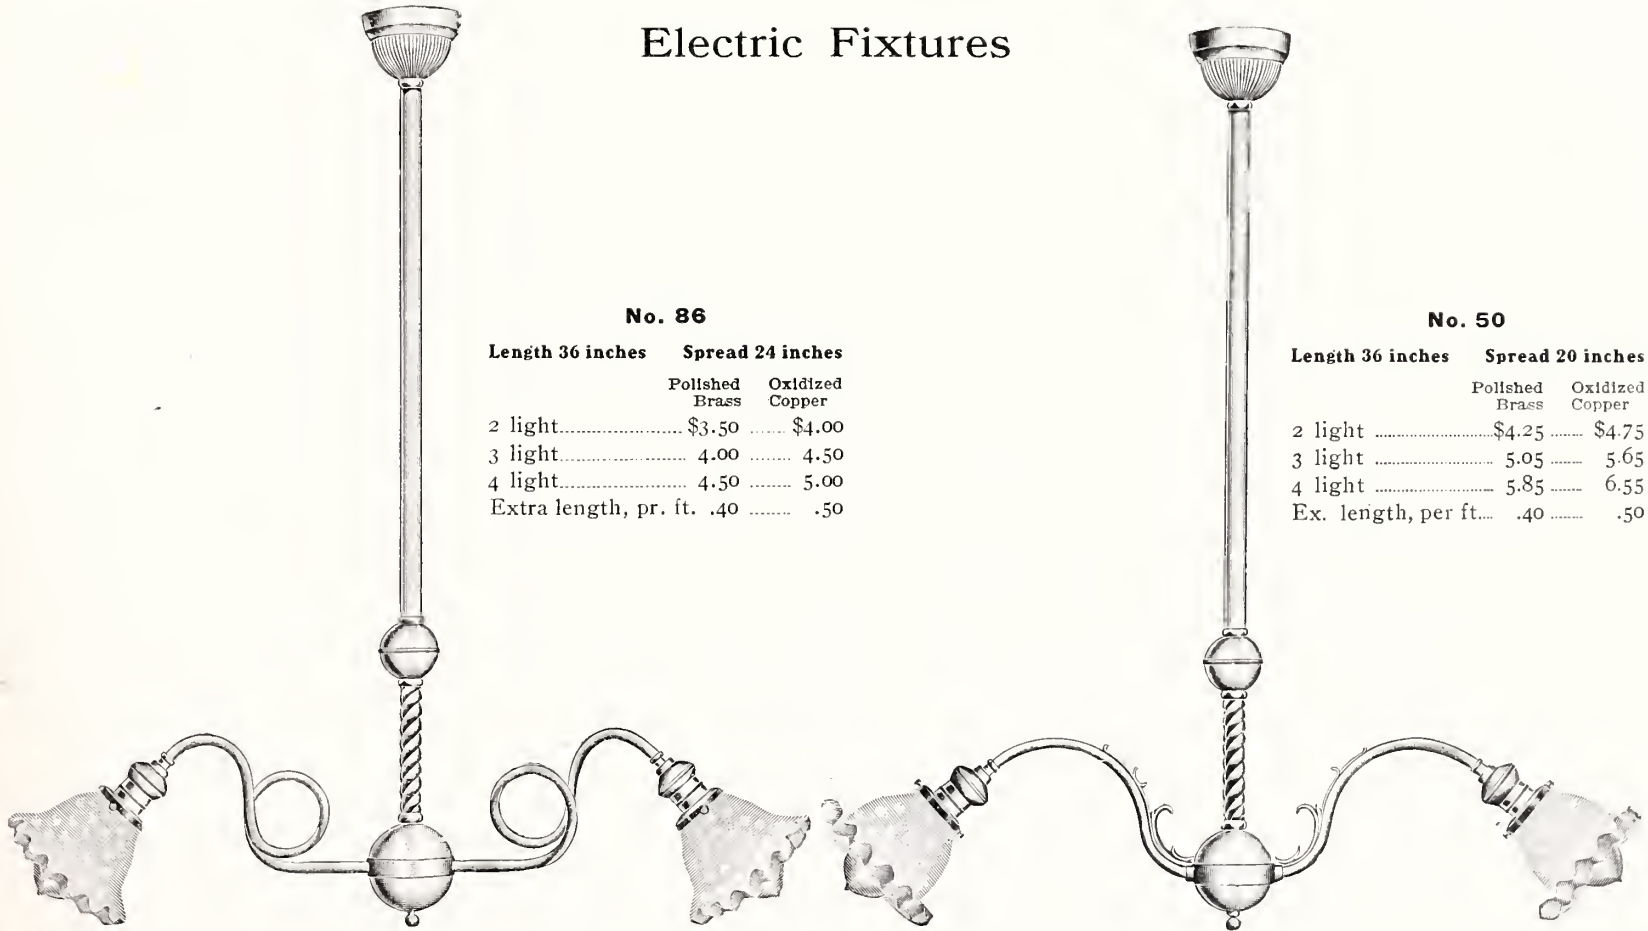 Electric Fixtures
No. 86
Length 36 inches Spread 24 inches
Polished Oxidized
Brass Copper
2 light...................... $3.50 ...... $4.00
3 light...................... 4.00 ........ 4.50
4 light...................... 4.50 ........ 5.00
Extra length, pr. ft. .40 ........ .50
No. 50
Length 36 inches Spread 20 inches
Polished Oxidized
Brass Copper
2 light ........................$4.25 ....... $4.75
3 light ........................ 5.05 ....... 5.65
4 light ........................ 5.85 ....... 6.55
Ex. length, per ft.... .40 ....... .50